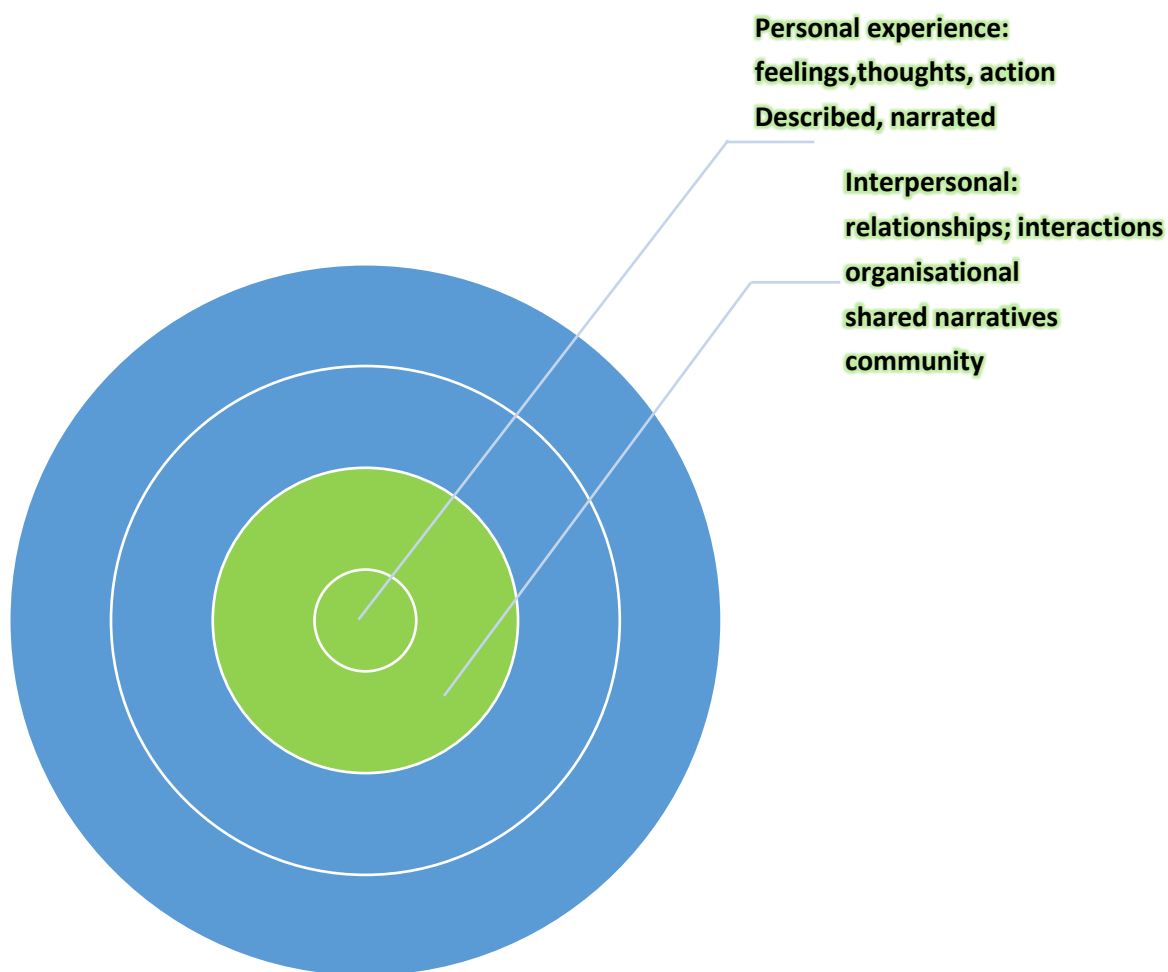 Personal experience:
feelings,thoughts, action
Described, narrated
Interpersonal:
relationships; interactions
organisational
shared narratives
community